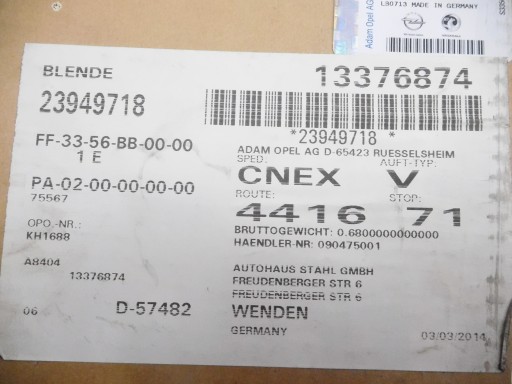 L90713 MADE IN GERMANY
Adam Opel AG
BLENDE
13376874
23949718
*23949718 *
FF-33-56-BB-00-00
1 E
ADAM OPEL AG D-65423 RUESSELSHEIM
SPED. AUFT-TYP:
CNEX V
PA-02-00-00-00-00
75567
ROUTE: STOP:
4416 71
OPO.-NR.:
KH1688
BRUTTOGEWICHT: 0.6800000000000
HAENDLER-NR: 090475001
A8404
13376874
AUTOHAUS STAHL GMBH
FREUDENBERGER STR 6
FREUDENBERGER STR 6
06 D-57482 WENDEN
GERMANY
03/03/2014